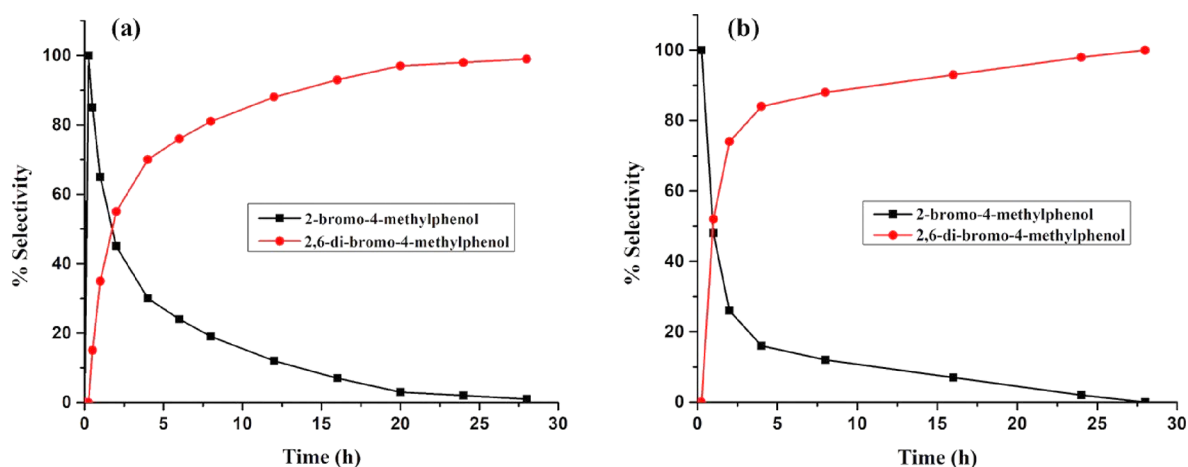 (a)
100
80
60
40
20
0
% Selectivity
2-bromo-4-methylphenol
2,6-di-bromo-4-methylphenol
0 5 10 15 20 25 30
Time (h)
(b)
100
80
60
40
20
0
% Selectivity
2-bromo-4-methylphenol
2,6-di-bromo-4-methylphenol
0 5 10 15 20 25 30
Time (h)